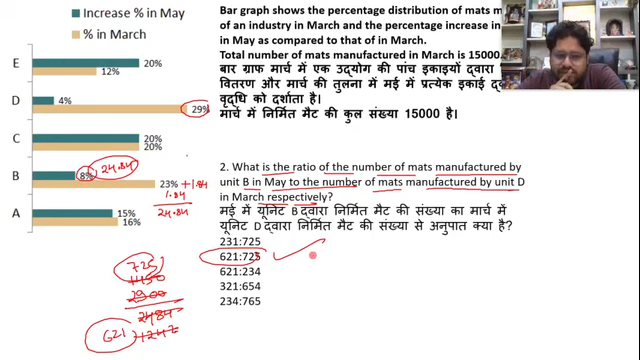 Increase % in May
% in March
E 20%
12%
D 4%
29%
C 20%
20%
B 8% 24.84
23% +1.84
1.84
24.84
A 15%
16%
725
1450
2900
2484
1242
621
Bar graph shows the percentage distribution of mats m
of an industry in March and the percentage increase in
in May as compared to that of in March.
Total number of mats manufactured in March is 15000.
बार ग्राफ मार्च में एक उद्योग की पांच इकाइयों द्वारा
वितरण और मार्च की तुलना में मई में प्रत्येक इकाई द्व
वृद्धि को दर्शाता है।
मार्च में निर्मित मैट की कुल संख्या 15000 है।
2. What is the ratio of the number of mats manufactured by
unit B in May to the number of mats manufactured by unit D
in March respectively?
मई में यूनिट B द्वारा निर्मित मैट की संख्या का मार्च में
यूनिट D द्वारा निर्मित मैट की संख्या से अनुपात क्या है?
231:725
621:725
621:234
321:654
234:765